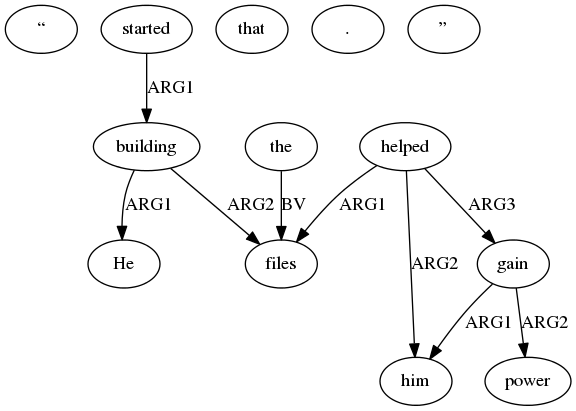 “ started that . ”
ARG1
building the helped
ARG1 ARG2 BV ARG1 ARG2 ARG3
He files gain
ARG1 ARG2
him power